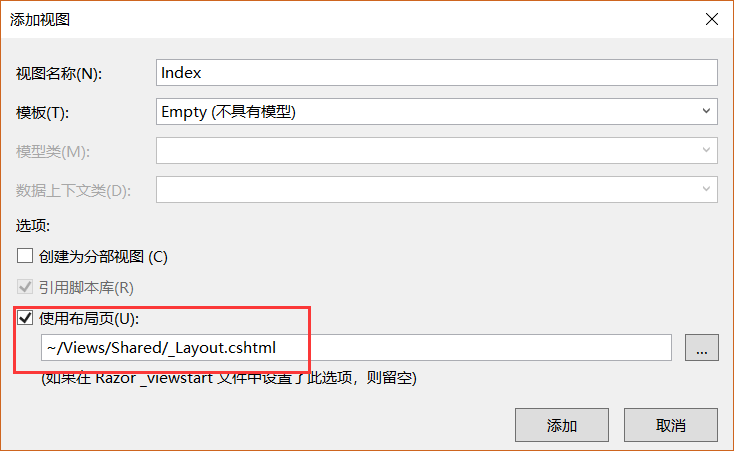 添加视图
视图名称(N): Index
模板(T): Empty (不具有模型)
模型类(M):
数据上下文类(D):
选项:
创建为分部视图 (C)
引用脚本库(R)
使用布局页(U):
~/Views/Shared/_Layout.cshtml ...
(如果在 Razor _viewstart 文件中设置了此选项，则留空)
添加 取消